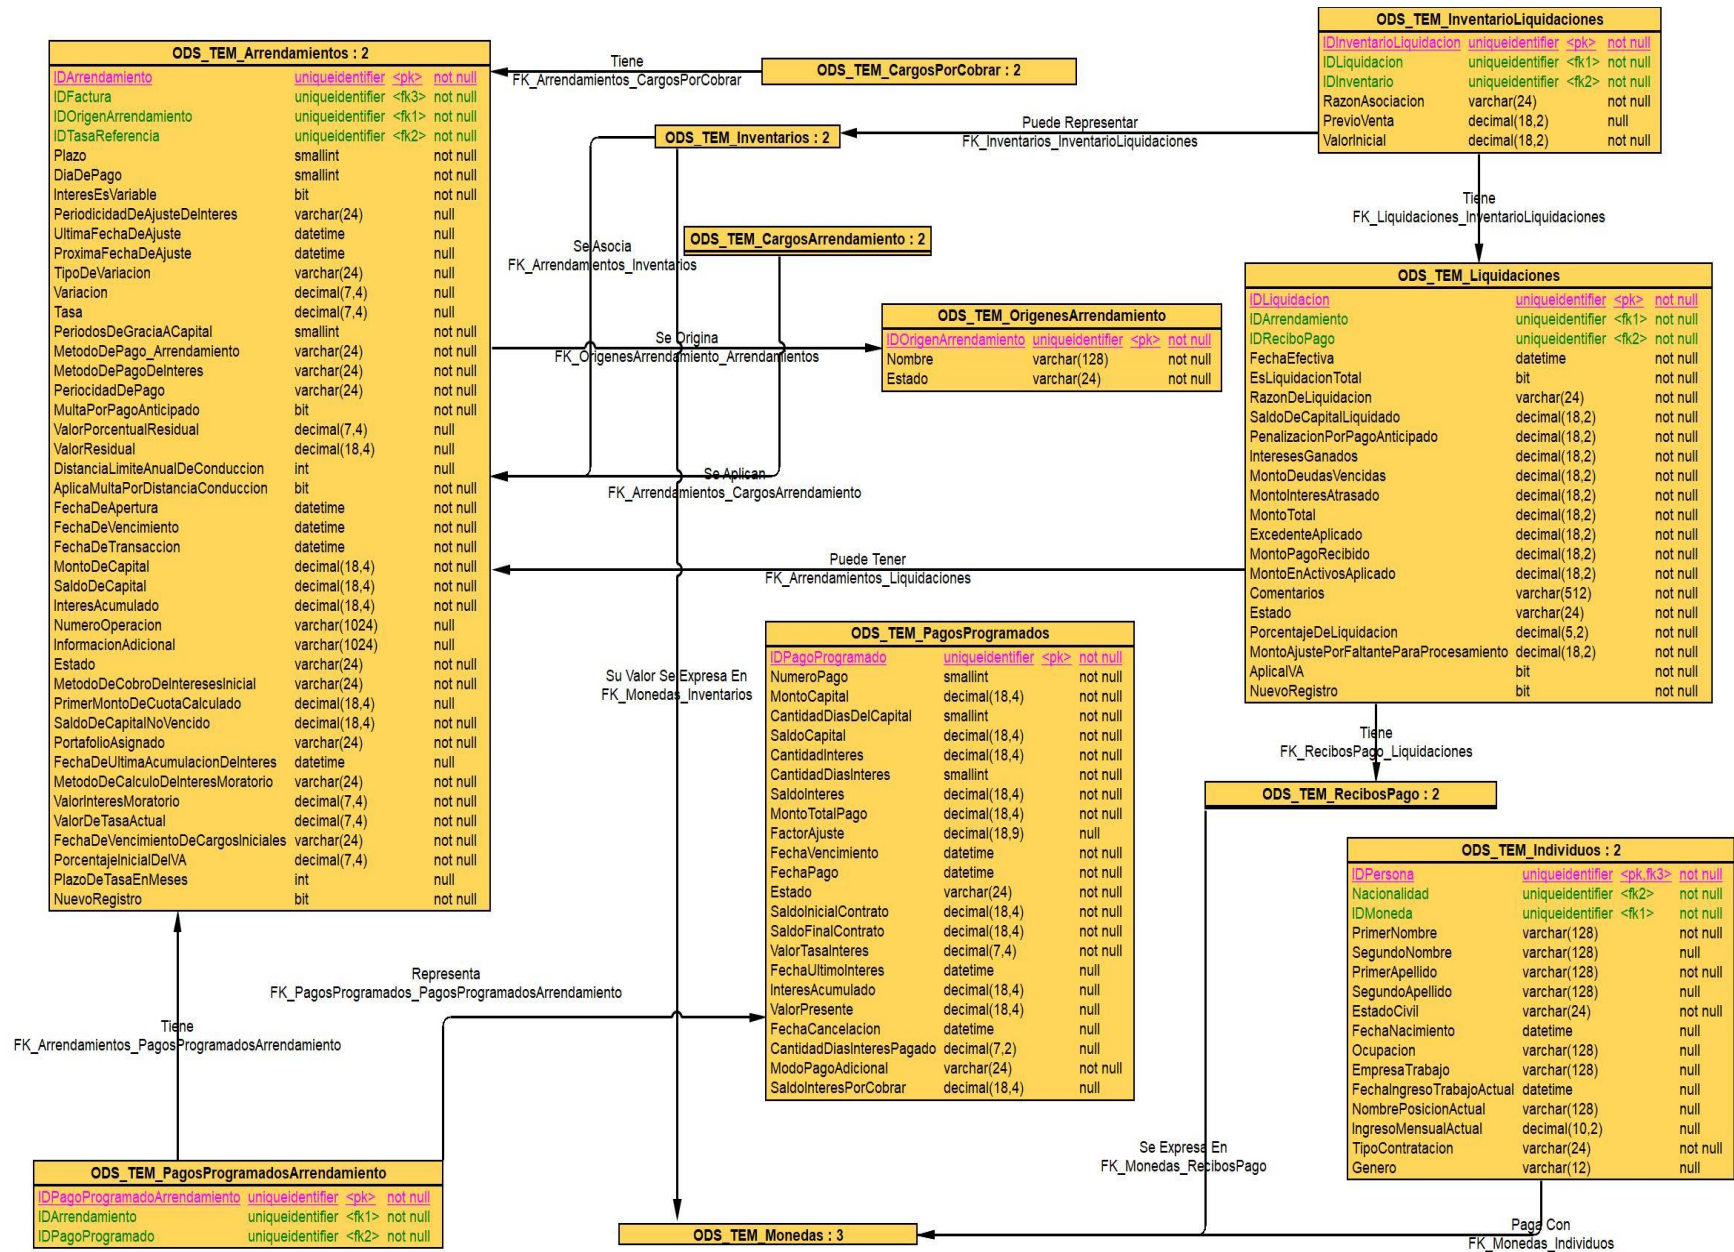 ODS_TEM_Arrendamientos : 2
IDArrendamiento uniqueidentifier <pk> not null
IDFactura uniqueidentifier <fk3> not null
IDOrigenArrendamiento uniqueidentifier <fk1> not null
IDTasaReferencia uniqueidentifier <fk2> not null
Plazo smallint not null
DiaDePago smallint not null
InteresEsVariable bit not null
PeriodicidadDeAjusteDeInteres varchar(24) null
UltimaFechaDeAjuste datetime null
ProximaFechaDeAjuste datetime null
TipoDeVariacion varchar(24) null
Variacion decimal(7,4) null
Tasa decimal(7,4) null
PeriodosDeGraciaACapital smallint not null
MetodoDePago_Arrendamiento varchar(24) not null
MetodoDePagoDeInteres varchar(24) not null
PeriocidadDePago varchar(24) not null
MultaPorPagoAnticipado bit not null
ValorPorcentualResidual decimal(7,4) null
ValorResidual decimal(18,4) null
DistanciaLimiteAnualDeConduccion int null
AplicaMultaPorDistanciaConduccion bit not null
FechaDeApertura datetime not null
FechaDeVencimiento datetime not null
FechaDeTransaccion datetime not null
MontoDeCapital decimal(18,4) not null
SaldoDeCapital decimal(18,4) not null
InteresAcumulado decimal(18,4) not null
NumeroOperacion varchar(1024) null
InformacionAdicional varchar(1024) null
Estado varchar(24) not null
MetodoDeCobroDeInteresesInicial varchar(24) not null
PrimerMontoDeCuotaCalculado decimal(18,4) null
SaldoDeCapitalNoVencido decimal(18,4) not null
PortafolioAsignado varchar(24) not null
FechaDeUltimaAcumulacionDeInteres datetime null
MetodoDeCalculoDeInteresMoratorio varchar(24) not null
ValorInteresMoratorio decimal(7,4) not null
ValorDeTasaActual decimal(7,4) not null
FechaDeVencimientoDeCargosIniciales varchar(24) not null
PorcentajeInicialDelIVA decimal(7,4) not null
PlazoDeTasaEnMeses int null
NuevoRegistro bit not null
Tiene
FK_Arrendamientos_CargosPorCobrar
ODS_TEM_CargosPorCobrar : 2
ODS_TEM_Inventarios : 2
Puede Representar
FK_Inventarios_InventarioLiquidaciones
ODS_TEM_InventarioLiquidaciones
IDInventarioLiquidacion uniqueidentifier <pk> not null
IDLiquidacion uniqueidentifier <fk1> not null
IDInventario uniqueidentifier <fk2> not null
RazonAsociacion varchar(24) not null
PrevioVenta decimal(18,2) null
ValorInicial decimal(18,2) not null
Tiene
FK_Liquidaciones_InventarioLiquidaciones
Se Asocia
FK_Arrendamientos_Inventarios
ODS_TEM_CargosArrendamiento : 2
Se Origina
FK_OrigenesArrendamiento_Arrendamientos
ODS_TEM_OrigenesArrendamiento
IDOrigenArrendamiento uniqueidentifier <pk> not null
Nombre varchar(128) not null
Estado varchar(24) not null
Se Aplican
FK_Arrendamientos_CargosArrendamiento
ODS_TEM_Liquidaciones
IDLiquidacion uniqueidentifier <pk> not null
IDArrendamiento uniqueidentifier <fk1> not null
IDReciboPago uniqueidentifier <fk2> not null
FechaEfectiva datetime not null
EsLiquidacionTotal bit not null
RazonDeLiquidacion varchar(24) not null
SaldoDeCapitalLiquidado decimal(18,2) not null
PenalizacionPorPagoAnticipado decimal(18,2) not null
InteresesGanados decimal(18,2) not null
MontoDeudasVencidas decimal(18,2) not null
MontoInteresAtrasado decimal(18,2) not null
MontoTotal decimal(18,2) not null
ExcedenteAplicado decimal(18,2) not null
MontoPagoRecibido decimal(18,2) not null
MontoEnActivosAplicado decimal(18,2) not null
Comentarios varchar(512) not null
Estado varchar(24) not null
PorcentajeDeLiquidacion decimal(5,2) not null
MontoAjustePorFaltanteParaProcesamiento decimal(18,2) not null
AplicaIVA bit not null
NuevoRegistro bit not null
Puede Tener
FK_Arrendamientos_Liquidaciones
Su Valor Se Expresa En
FK_Monedas_Inventarios
ODS_TEM_PagosProgramados
IDPagoProgramado uniqueidentifier <pk> not null
NumeroPago smallint not null
MontoCapital decimal(18,4) not null
CantidadDiasDelCapital smallint not null
SaldoCapital decimal(18,4) not null
CantidadInteres decimal(18,4) not null
CantidadDiasInteres smallint not null
SaldoInteres decimal(18,4) not null
MontoTotalPago decimal(18,4) not null
FactorAjuste decimal(18,9) null
FechaVencimiento datetime not null
FechaPago datetime not null
Estado varchar(24) not null
SaldoInicialContrato decimal(18,4) not null
SaldoFinalContrato decimal(18,4) not null
ValorTasaInteres decimal(7,4) not null
FechaUltimoInteres datetime null
InteresAcumulado decimal(18,4) null
ValorPresente decimal(18,4) null
FechaCancelacion datetime null
CantidadDiasInteresPagado decimal(7,2) null
ModoPagoAdicional varchar(24) not null
SaldoInteresPorCobrar decimal(18,4) null
Tiene
FK_RecibosPago_Liquidaciones
ODS_TEM_RecibosPago : 2
ODS_TEM_Individuos : 2
IDPersona uniqueidentifier <pk,fk3> not null
Nacionalidad uniqueidentifier <fk2> not null
IDMoneda uniqueidentifier <fk1> not null
PrimerNombre varchar(128) not null
SegundoNombre varchar(128) null
PrimerApellido varchar(128) not null
SegundoApellido varchar(128) null
EstadoCivil varchar(24) not null
FechaNacimiento datetime null
Ocupacion varchar(128) null
EmpresaTrabajo varchar(128) null
FechaIngresoTrabajoActual datetime null
NombrePosicionActual varchar(128) null
IngresoMensualActual decimal(10,2) null
TipoContratacion varchar(24) not null
Genero varchar(12) null
Representa
FK_PagosProgramados_PagosProgramadosArrendamiento
Tiene
FK_Arrendamientos_PagosProgramadosArrendamiento
ODS_TEM_PagosProgramadosArrendamiento
IDPagoProgramadoArrendamiento uniqueidentifier <pk> not null
IDArrendamiento uniqueidentifier <fk1> not null
IDPagoProgramado uniqueidentifier <fk2> not null
Se Expresa En
FK_Monedas_RecibosPago
ODS_TEM_Monedas : 3
Paga Con
FK_Monedas_Individuos